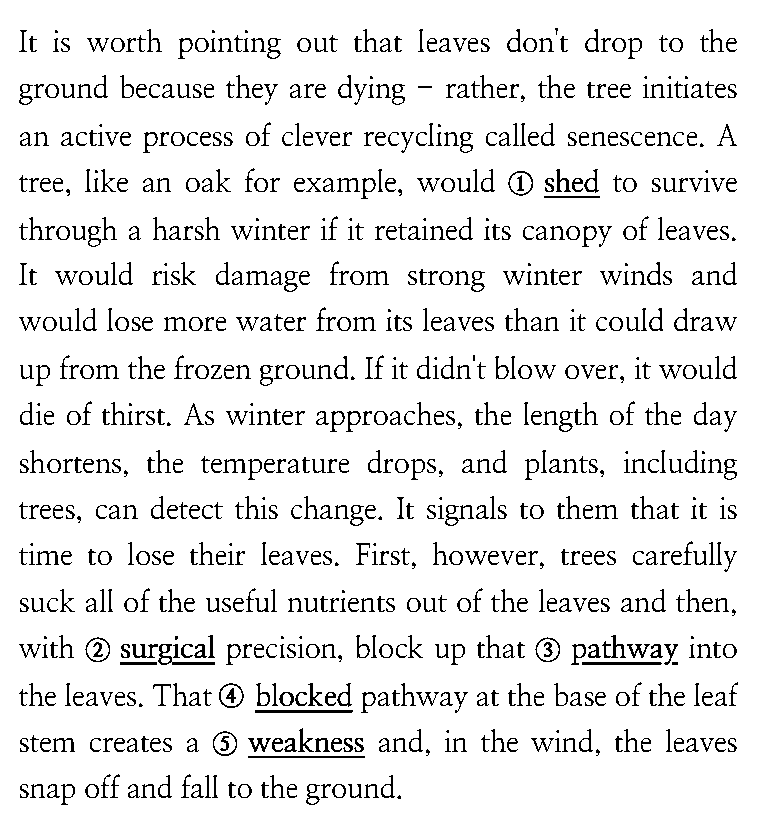 It is worth pointing out that leaves don't drop to the
ground because they are dying – rather, the tree initiates
an active process of clever recycling called senescence. A
tree, like an oak for example, would ① shed to survive
through a harsh winter if it retained its canopy of leaves.
It would risk damage from strong winter winds and
would lose more water from its leaves than it could draw
up from the frozen ground. If it didn't blow over, it would
die of thirst. As winter approaches, the length of the day
shortens, the temperature drops, and plants, including
trees, can detect this change. It signals to them that it is
time to lose their leaves. First, however, trees carefully
suck all of the useful nutrients out of the leaves and then,
with ② surgical precision, block up that ③ pathway into
the leaves. That ④ blocked pathway at the base of the leaf
stem creates a ⑤ weakness and, in the wind, the leaves
snap off and fall to the ground.